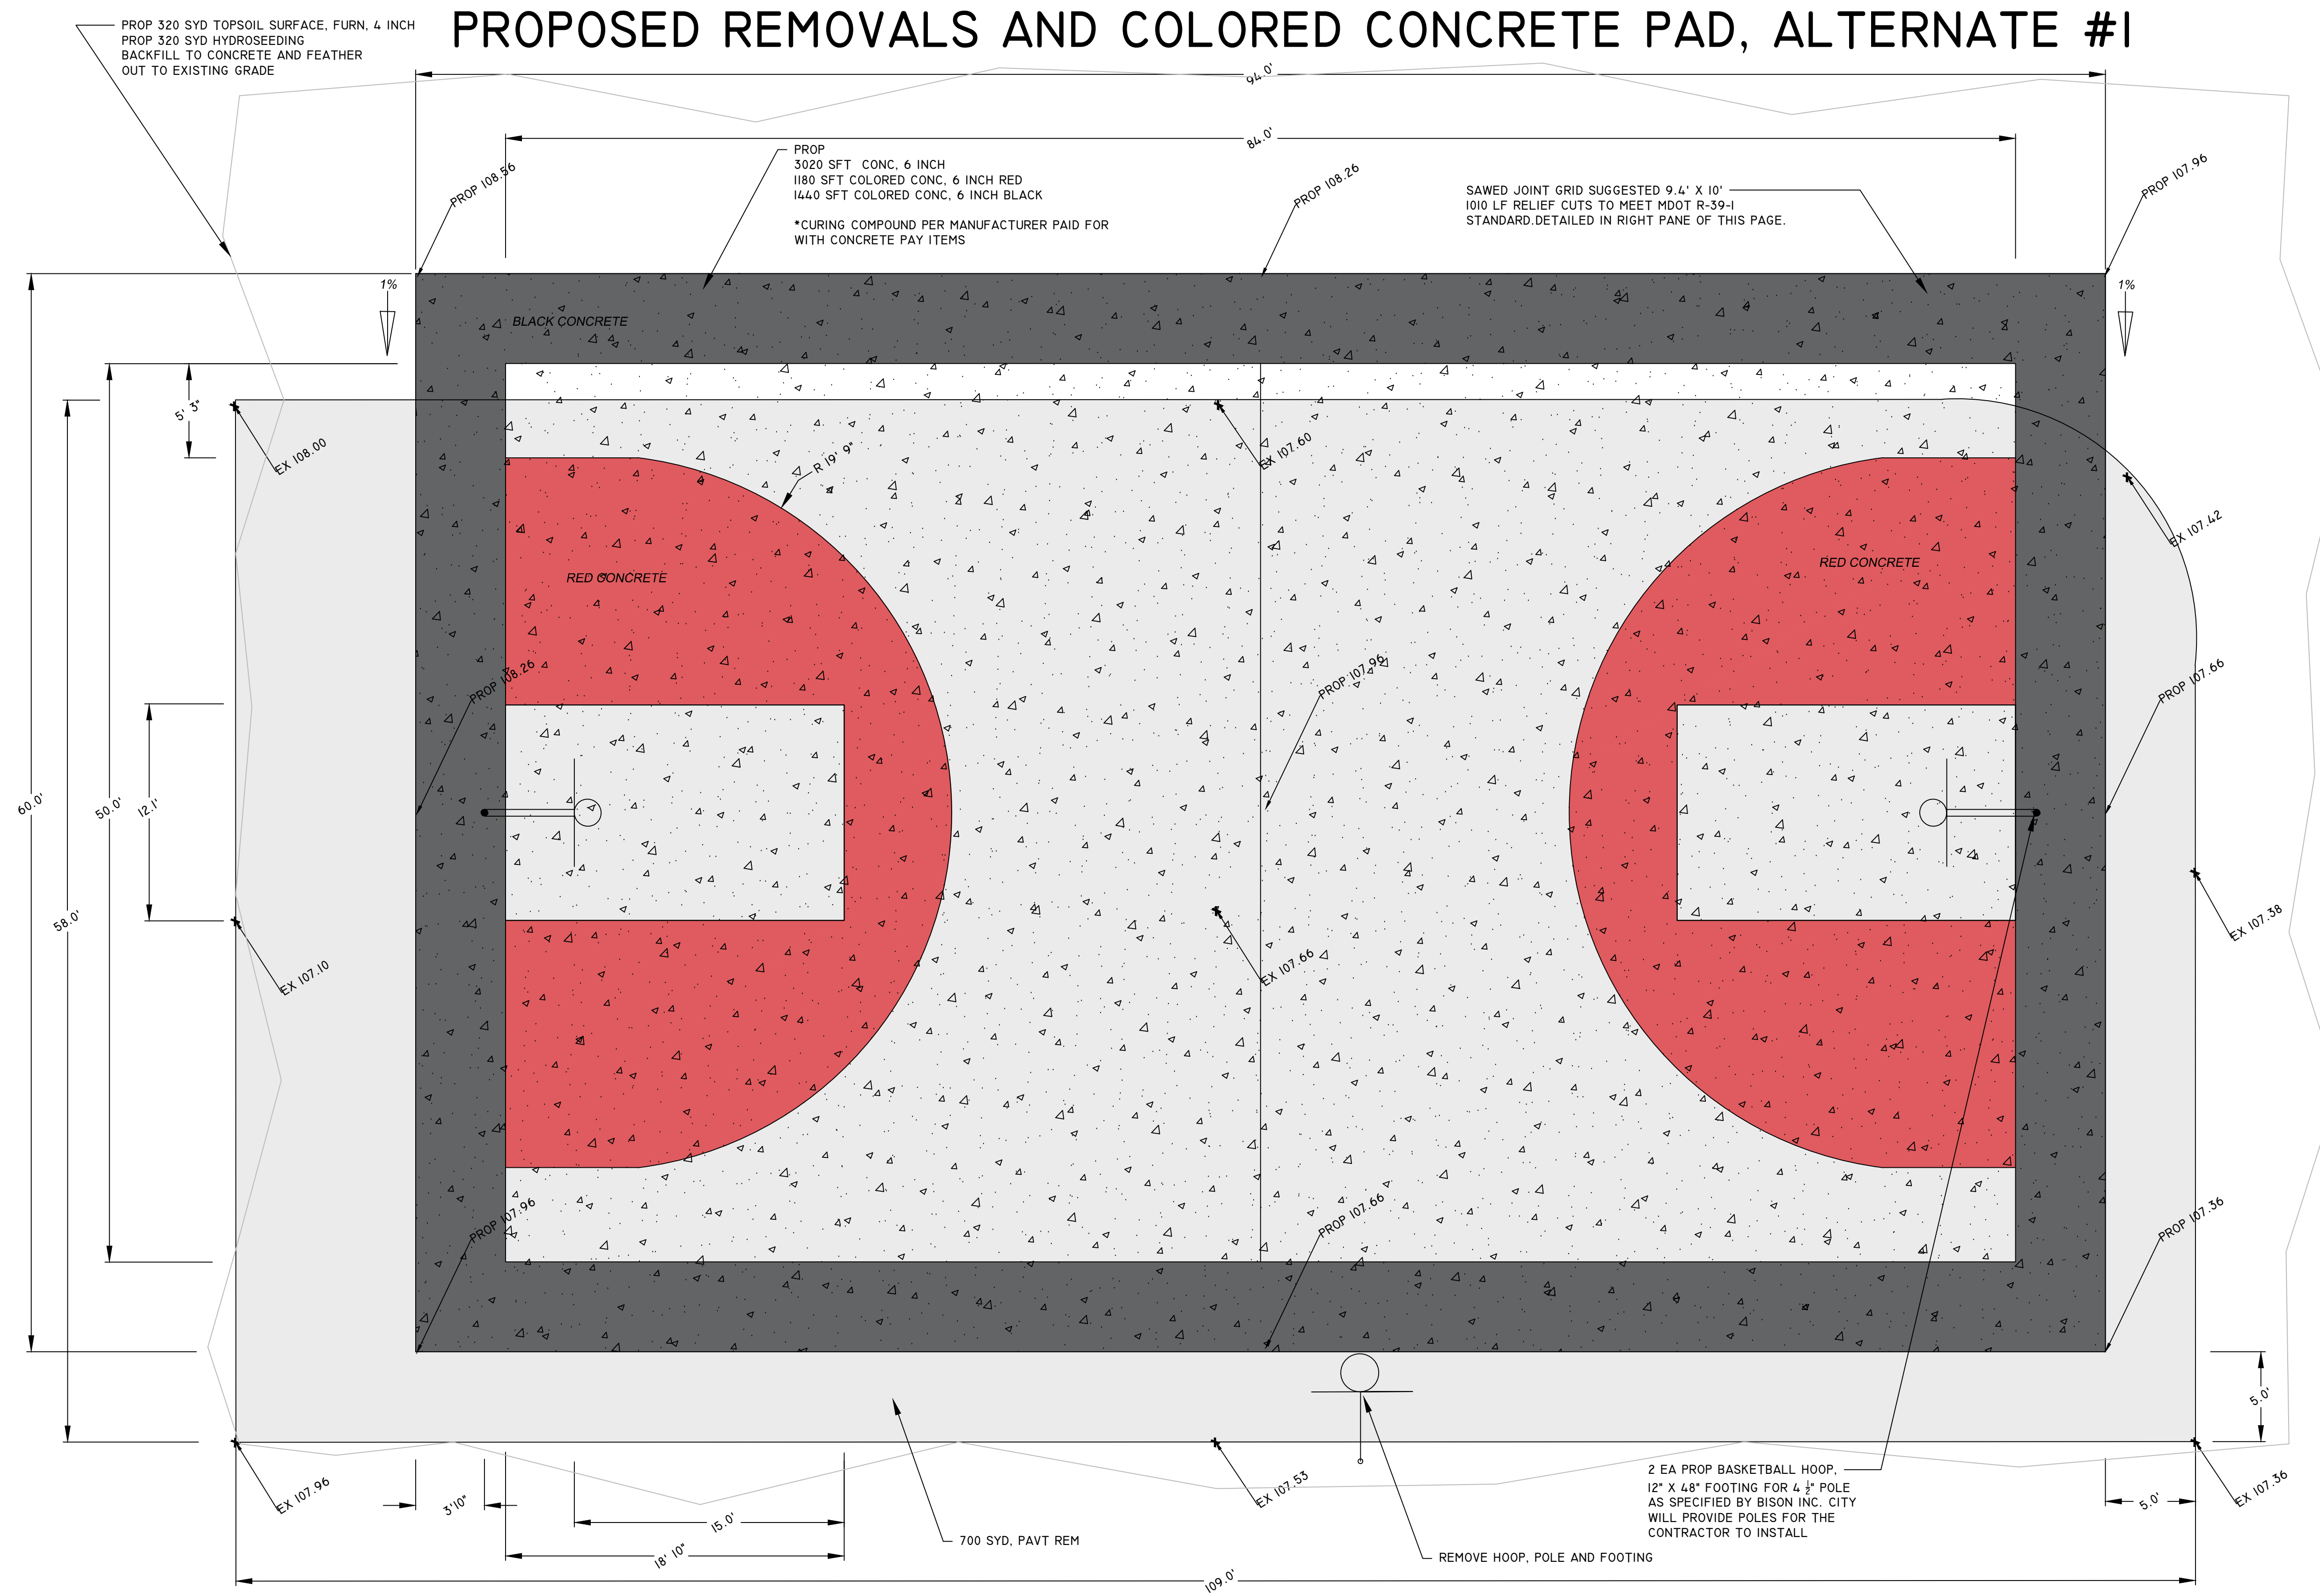 PROPOSED REMOVALS AND COLORED CONCRETE PAD, ALTERNATE #1
PROP 320 SYD TOPSOIL SURFACE, FURN, 4 INCH
PROP 320 SYD HYDROSEEDING
BACKFILL TO CONCRETE AND FEATHER
OUT TO EXISTING GRADE
94.0'
84.0'
PROP
3020 SFT  CONC, 6 INCH
1180 SFT COLORED CONC, 6 INCH RED
1440 SFT COLORED CONC, 6 INCH BLACK
*CURING COMPOUND PER MANUFACTURER PAID FOR
WITH CONCRETE PAY ITEMS
SAWED JOINT GRID SUGGESTED 9.4' X 10'
1010 LF RELIEF CUTS TO MEET MDOT R-39-1
STANDARD.DETAILED IN RIGHT PANE OF THIS PAGE.
PROP 108.56
PROP 108.26
PROP 107.96
1%
1%
BLACK CONCRETE
5' 3"
EX 108.00
R 19' 9"
EX 107.60
EX 107.42
RED CONCRETE
RED CONCRETE
PROP 108.26
PROP 107.96
PROP 107.66
60.0'
50.0'
12.1'
58.0'
EX 107.10
EX 107.66
EX 107.38
PROP 107.96
PROP 107.66
PROP 107.36
5.0'
EX 107.96
3'10"
15.0'
18' 10"
700 SYD, PAVT REM
EX 107.53
REMOVE HOOP, POLE AND FOOTING
2 EA PROP BASKETBALL HOOP,
12" X 48" FOOTING FOR 4 ½" POLE
AS SPECIFIED BY BISON INC. CITY
WILL PROVIDE POLES FOR THE
CONTRACTOR TO INSTALL
5.0'
EX 107.36
109.0'